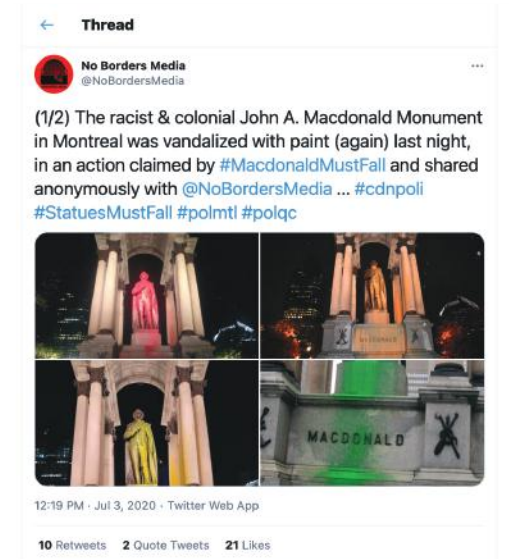 Thread
No Borders Media
@NoBordersMedia
(1/2) The racist & colonial John A. Macdonald Monument
in Montreal was vandalized with paint (again) last night,
in an action claimed by #MacdonaldMustFall and shared
anonymously with @NoBordersMedia ... #cdnpoli
#StatuesMustFall #polmtl #polqc
MACDONALD
MACDONALD
12:19 PM · Jul 3, 2020 · Twitter Web App
10 Retweets 2 Quote Tweets 21 Likes